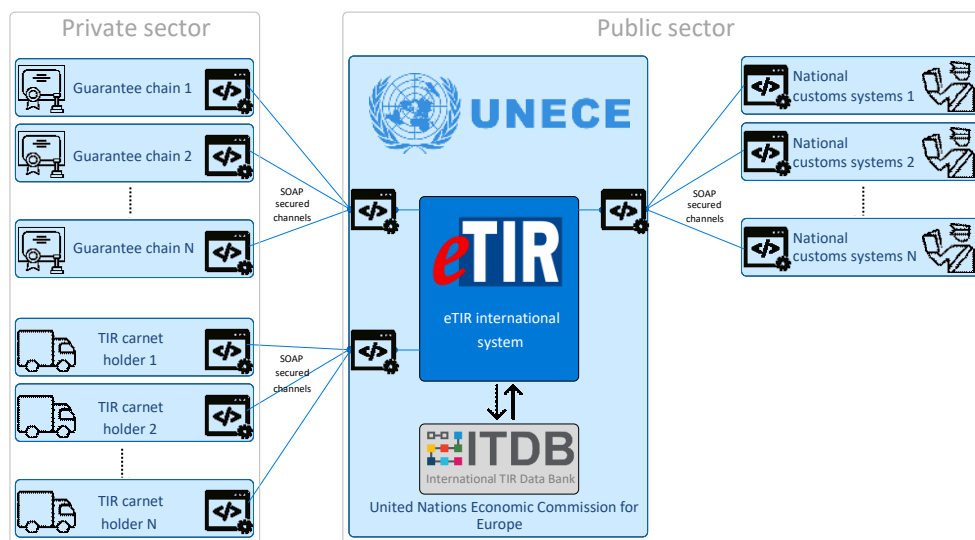 Private sector
Guarantee chain 1
Guarantee chain 2
Guarantee chain N
SOAP
secured
channels
TIR carnet
holder 1
TIR carnet
holder 2
TIR carnet
holder N
SOAP
secured
channels
Public sector
UNECE
eTIR
eTIR international
system
ITDB
International TIR Data Bank
United Nations Economic Commission for
Europe
SOAP
secured
channels
National
customs systems 1
National
customs systems 2
National
customs systems N